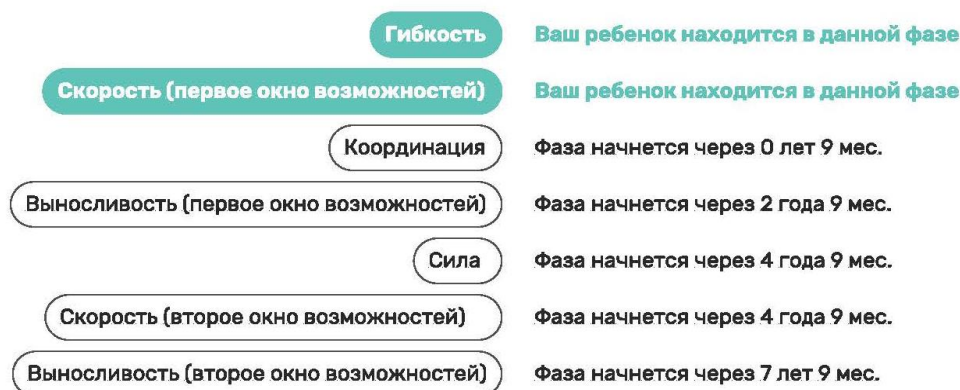 Гибкость Ваш ребенок находится в данной фазе
Скорость (первое окно возможностей) Ваш ребенок находится в данной фазе
Координация Фаза начнется через 0 лет 9 мес.
Выносливость (первое окно возможностей) Фаза начнется через 2 года 9 мес.
Сила Фаза начнется через 4 года 9 мес.
Скорость (второе окно возможностей) Фаза начнется через 4 года 9 мес.
Выносливость (второе окно возможностей) Фаза начнется через 7 лет 9 мес.